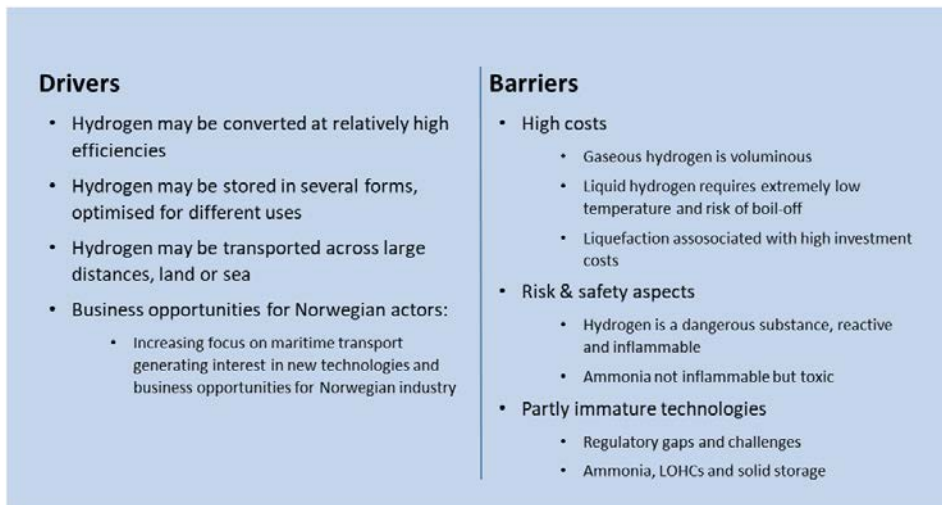 Drivers
• Hydrogen may be converted at relatively high
efficiencies
• Hydrogen may be stored in several forms,
optimised for different uses
• Hydrogen may be transported across large
distances, land or sea
• Business opportunities for Norwegian actors:
• Increasing focus on maritime transport
generating interest in new technologies and
business opportunities for Norwegian industry
Barriers
• High costs
• Gaseous hydrogen is voluminous
• Liquid hydrogen requires extremely low
temperature and risk of boil-off
• Liquefaction assosociated with high investment
costs
• Risk & safety aspects
• Hydrogen is a dangerous substance, reactive
and inflammable
• Ammonia not inflammable but toxic
• Partly immature technologies
• Regulatory gaps and challenges
• Ammonia, LOHCs and solid storage